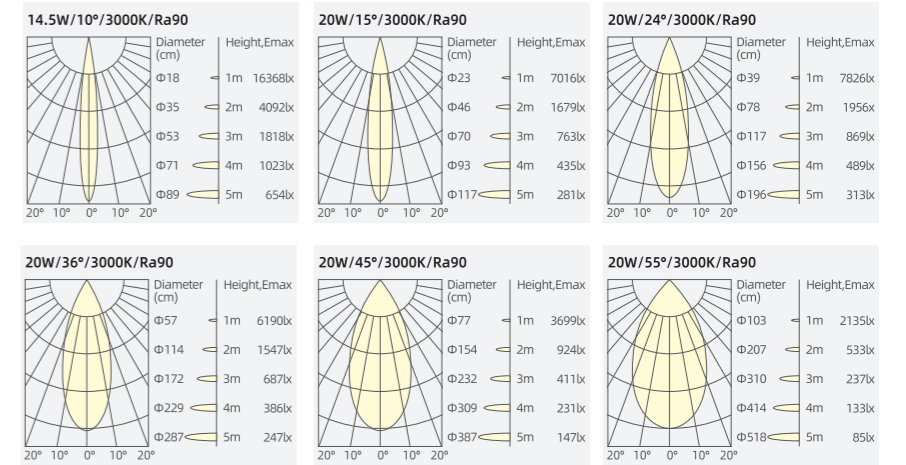 14.5W/10°/3000K/Ra90
Diameter (cm) Height,Emax
Φ18 1m 16368lx
Φ35 2m 4092lx
Φ53 3m 1818lx
Φ71 4m 1023lx
Φ89 5m 654lx
20° 10° 0° 10° 20°
20W/15°/3000K/Ra90
Diameter (cm) Height,Emax
Φ23 1m 7016lx
Φ46 2m 1679lx
Φ70 3m 763lx
Φ93 4m 435lx
Φ117 5m 281lx
20° 10° 0° 10° 20°
20W/24°/3000K/Ra90
Diameter (cm) Height,Emax
Φ39 1m 7826lx
Φ78 2m 1956lx
Φ117 3m 869lx
Φ156 4m 489lx
Φ196 5m 313lx
20° 10° 0° 10° 20°
20W/36°/3000K/Ra90
Diameter (cm) Height,Emax
Φ57 1m 6190lx
Φ114 2m 1547lx
Φ172 3m 687lx
Φ229 4m 386lx
Φ287 5m 247lx
20° 10° 0° 10° 20°
20W/45°/3000K/Ra90
Diameter (cm) Height,Emax
Φ77 1m 3699lx
Φ154 2m 924lx
Φ232 3m 411lx
Φ309 4m 231lx
Φ387 5m 147lx
20° 10° 0° 10° 20°
20W/55°/3000K/Ra90
Diameter (cm) Height,Emax
Φ103 1m 2135lx
Φ207 2m 533lx
Φ310 3m 237lx
Φ414 4m 133lx
Φ518 5m 85lx
20° 10° 0° 10° 20°